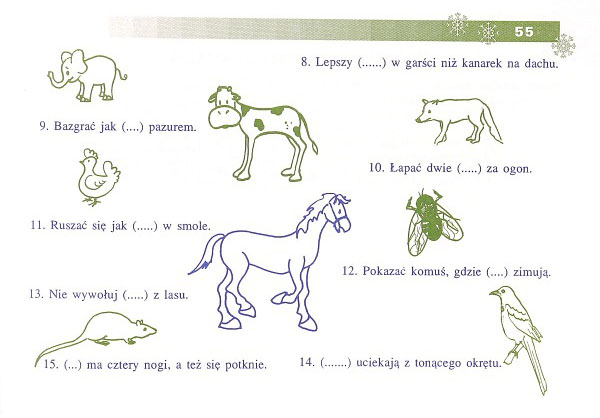 55
8. Lepszy (......) w garści niż kanarek na dachu.
9. Bazgrać jak (....) pazurem.
10. Łapać dwie (.....) za ogon.
11. Ruszać się jak (.....) w smole.
12. Pokazać komuś, gdzie (....) zimują.
13. Nie wywołuj (.....) z lasu.
14. (.......) uciekają z tonącego okrętu.
15. (...) ma cztery nogi, a też się potknie.